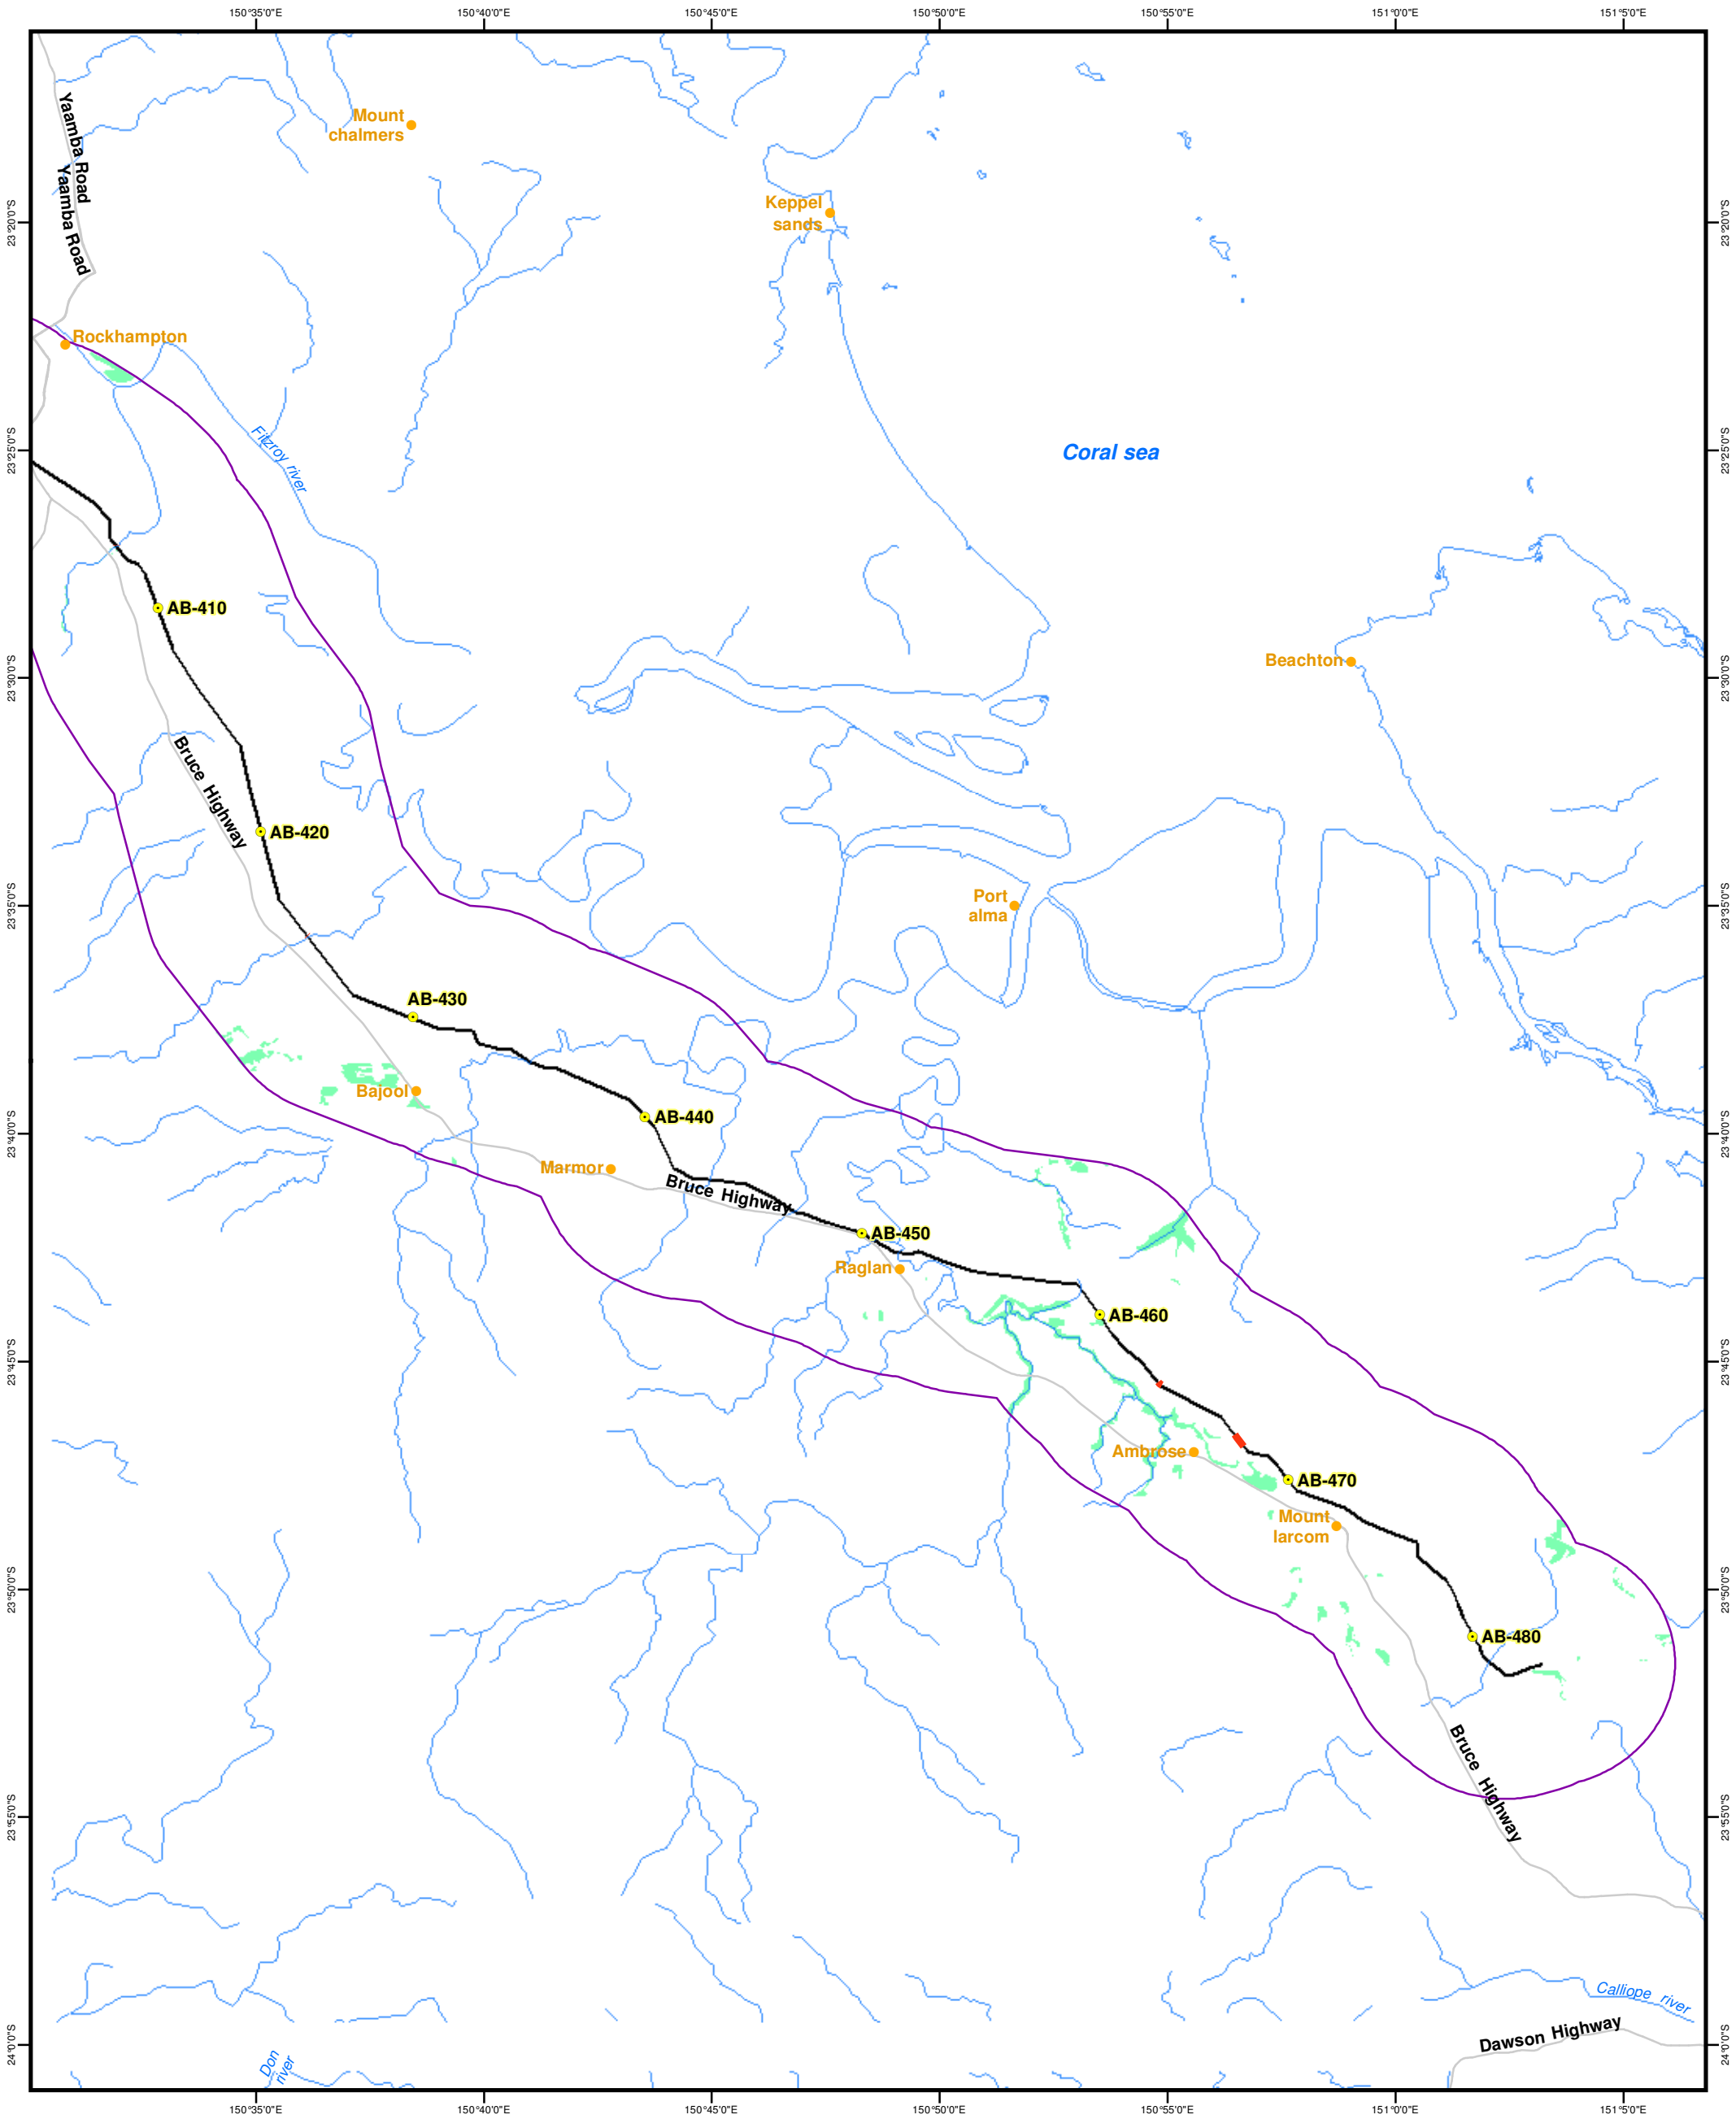 150°35'0"E
150°40'0"E
150°45'0"E
150°50'0"E
150°55'0"E
151°0'0"E
151°5'0"E
Yaamba Road
Yaamba Road
Mount
chalmers
Keppel
sands
23°20'0"S
23°20'0"S
Rockhampton
Fitzroy river
Coral sea
23°25'0"S
23°25'0"S
AB-410
Beachton
23°30'0"S
23°30'0"S
Bruce Highway
AB-420
Port
alma
23°35'0"S
23°35'0"S
AB-430
Bajool
AB-440
23°40'0"S
23°40'0"S
Marmor
Bruce Highway
AB-450
Raglan
AB-460
23°45'0"S
23°45'0"S
Ambrose
AB-470
Mount
larcom
23°50'0"S
23°50'0"S
AB-480
Bruce Highway
23°55'0"S
23°55'0"S
Calliope river
Dawson Highway
24°0'0"S
24°0'0"S
Don
river
150°35'0"E
150°40'0"E
150°45'0"E
150°50'0"E
150°55'0"E
151°0'0"E
151°5'0"E